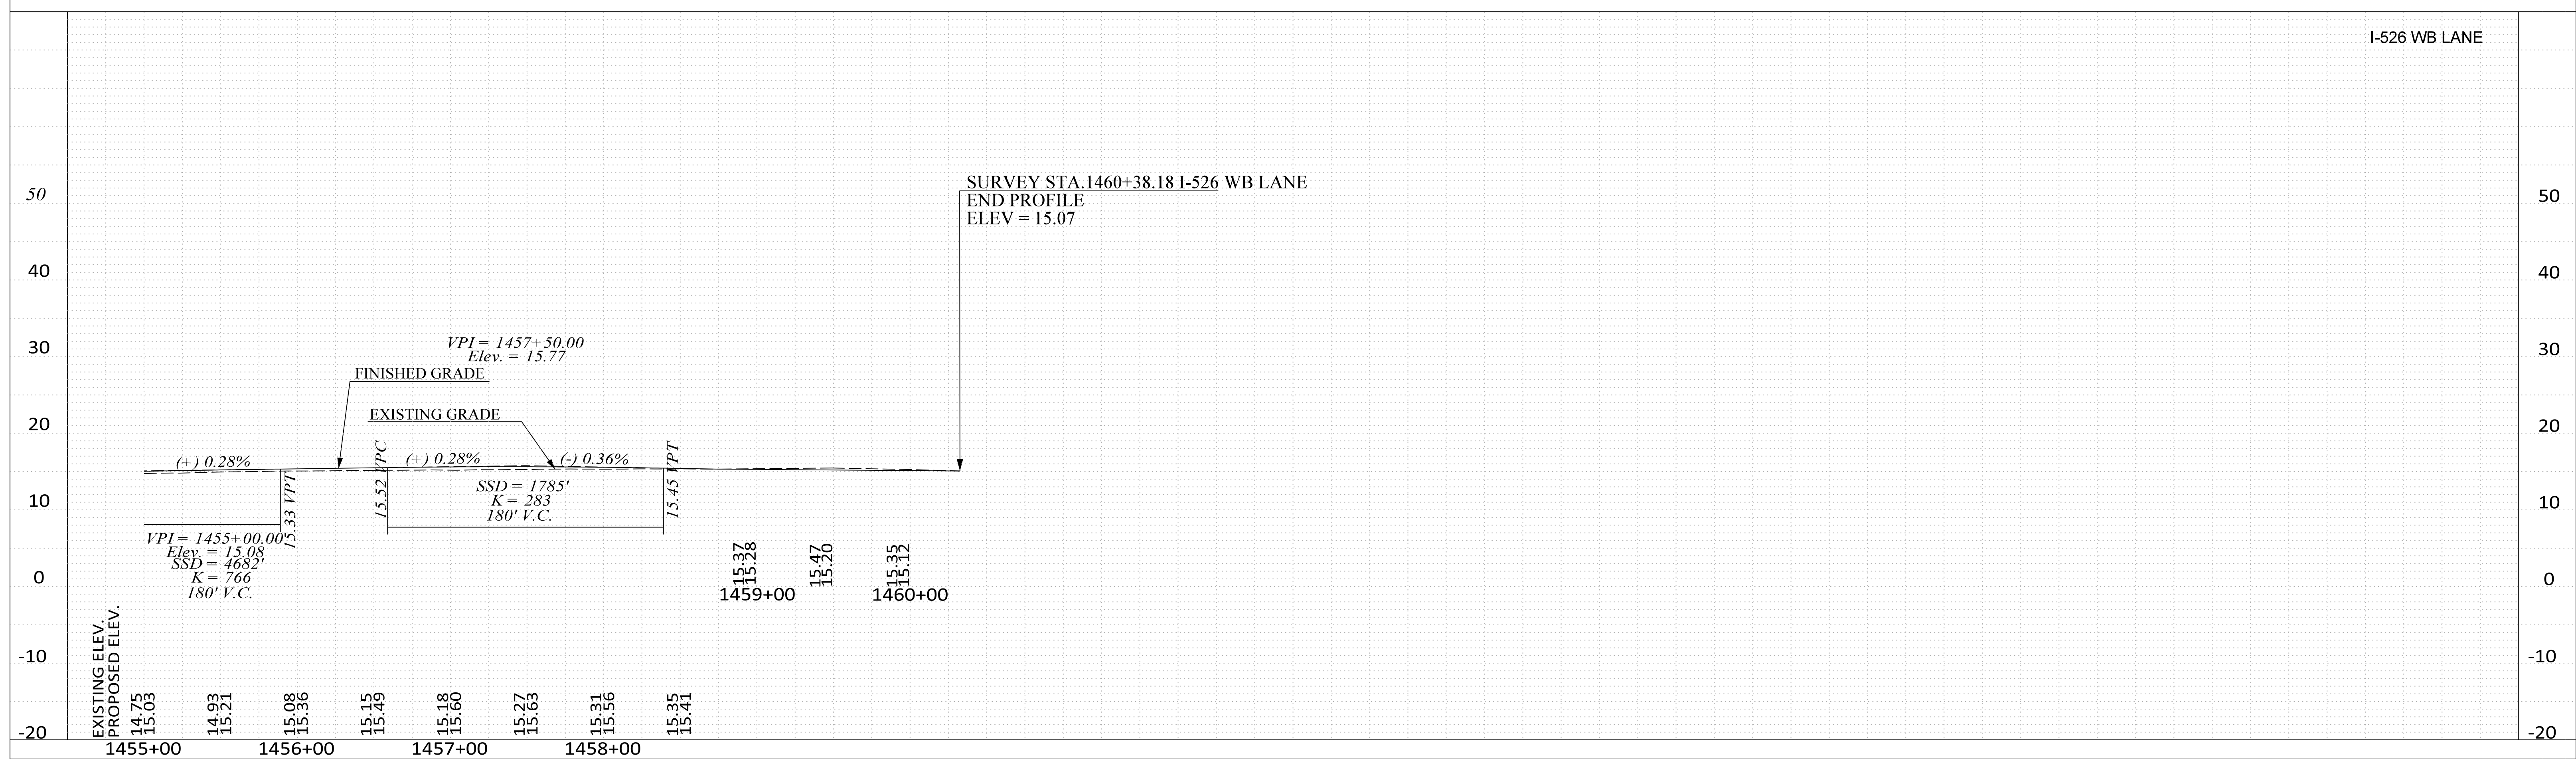 I-526 WB LANE
SURVEY STA.1460+38.18 I-526 WB LANE
END PROFILE
ELEV = 15.07
50
50
40
40
30
30
20
20
10
10
0
0
-10
-10
-20
-20
VPI = 1457+50.00
Elev. = 15.77
FINISHED GRADE
EXISTING GRADE
(+) 0.28%
(+) 0.28%
(-) 0.36%
15.33 VPT
15.52 VPC
15.45 VPT
SSD = 1785'
K = 283
180' V.C.
VPI = 1455+00.00
Elev. = 15.08
SSD = 4682'
K = 766
180' V.C.
15.37
15.28
15.47
15.20
15.35
15.12
1459+00
1460+00
EXISTING ELEV.
PROPOSED ELEV.
14.75
15.03
14.93
15.21
15.08
15.36
15.15
15.49
15.18
15.60
15.27
15.63
15.31
15.56
15.35
15.41
1455+00
1456+00
1457+00
1458+00